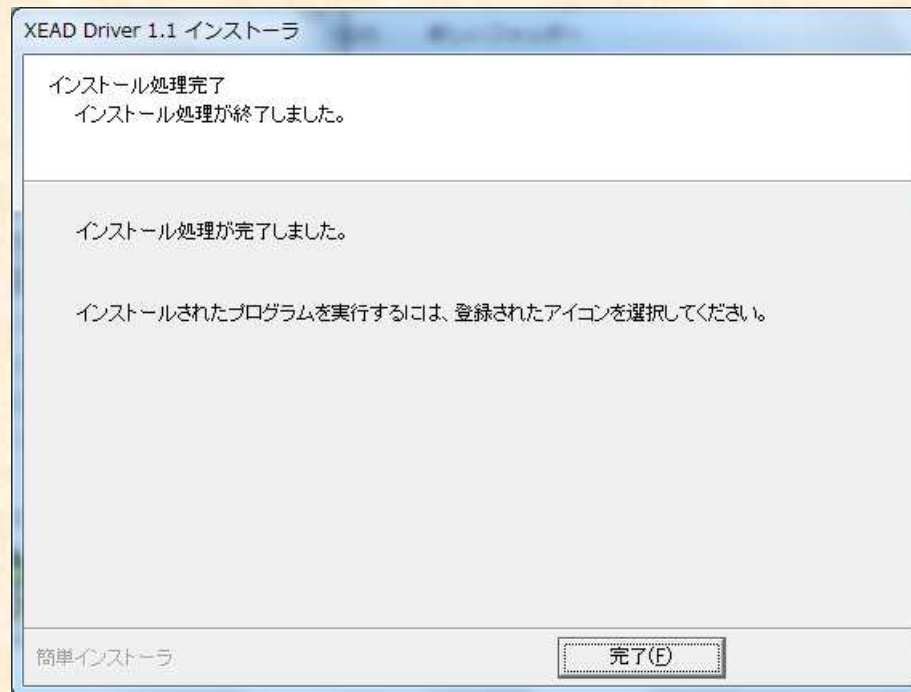 XEAD Driver 1.1 インストーラ
インストール処理完了
インストール処理が終了しました。
インストール処理が完了しました。
インストールされたプログラムを実行するには、登録されたアイコンを選択してください。
簡単インストーラ
完了(F)